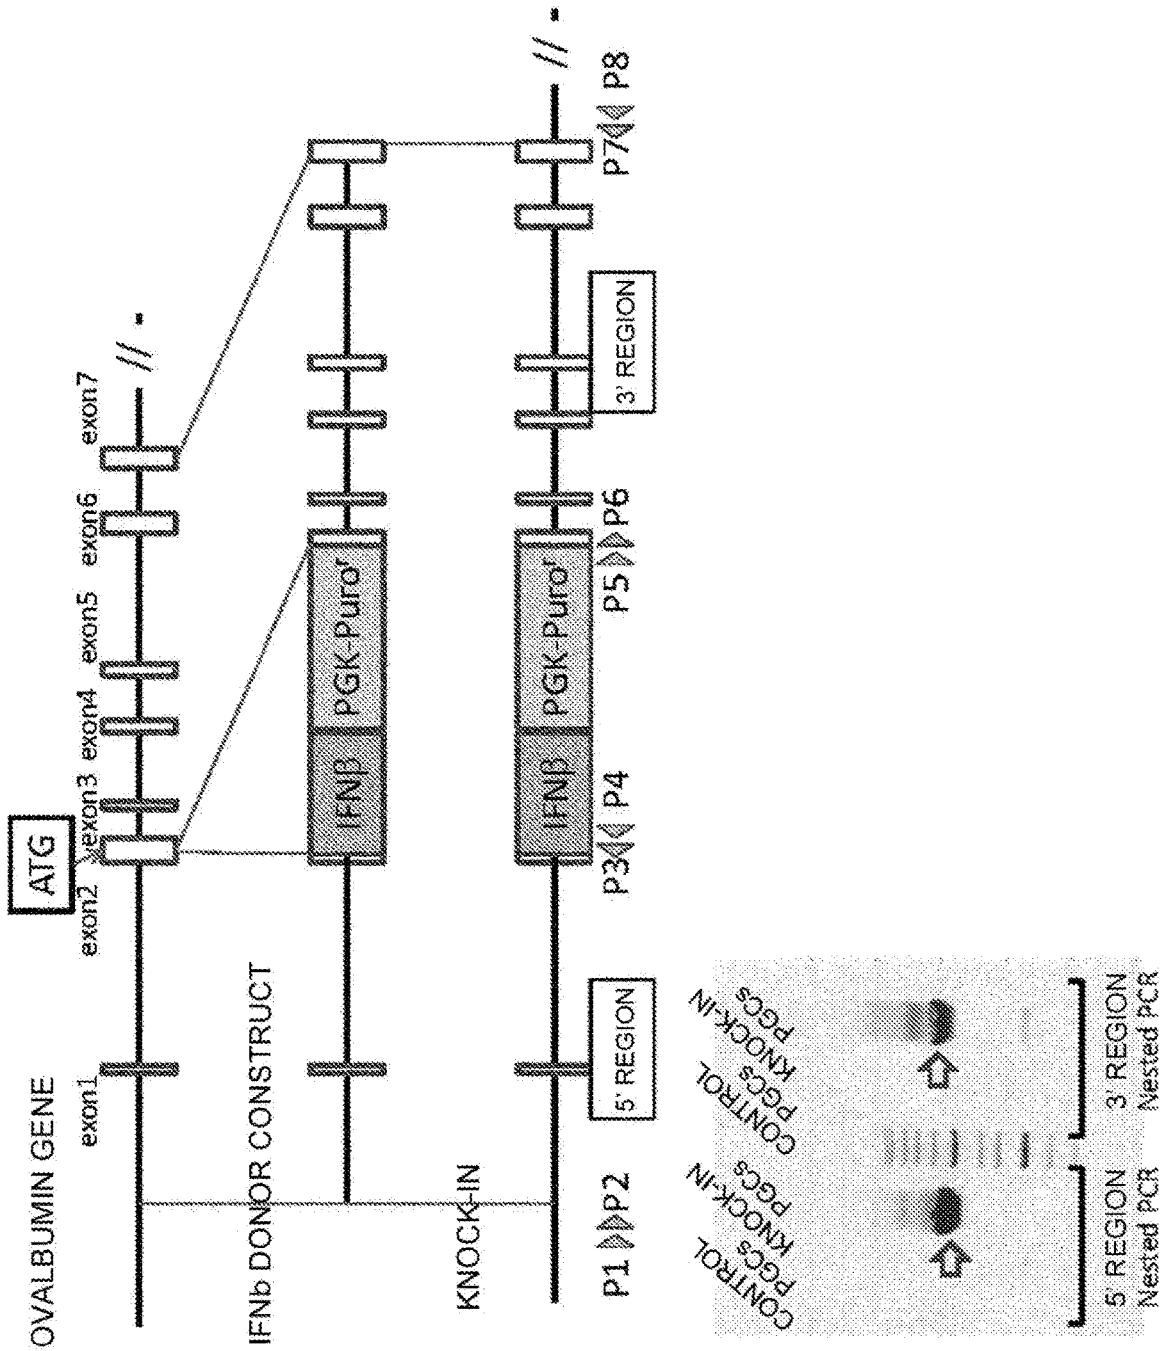 OVALBUMIN GENE
ATG
exon1
exon2
exon3
exon4
exon5
exon6
exon7
//
IFNb DONOR CONSTRUCT
IFNβ
PGK-Puroʳ
KNOCK-IN
IFNβ
PGK-Puroʳ
//
P1
P2
P3
P4
P5
P6
P7
P8
5' REGION
3' REGION
CONTROL
PGCs
KNOCK-IN
PGCs
CONTROL
PGCs
KNOCK-IN
PGCs
5' REGION
Nested PCR
3' REGION
Nested PCR